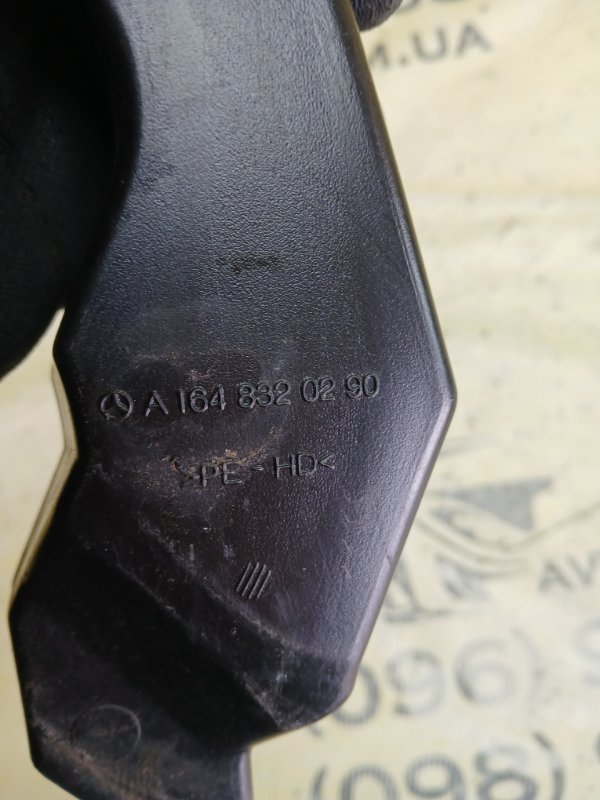 M.UA
A 164 832 02 90
>PE-HD<
AV
(096)
(098)